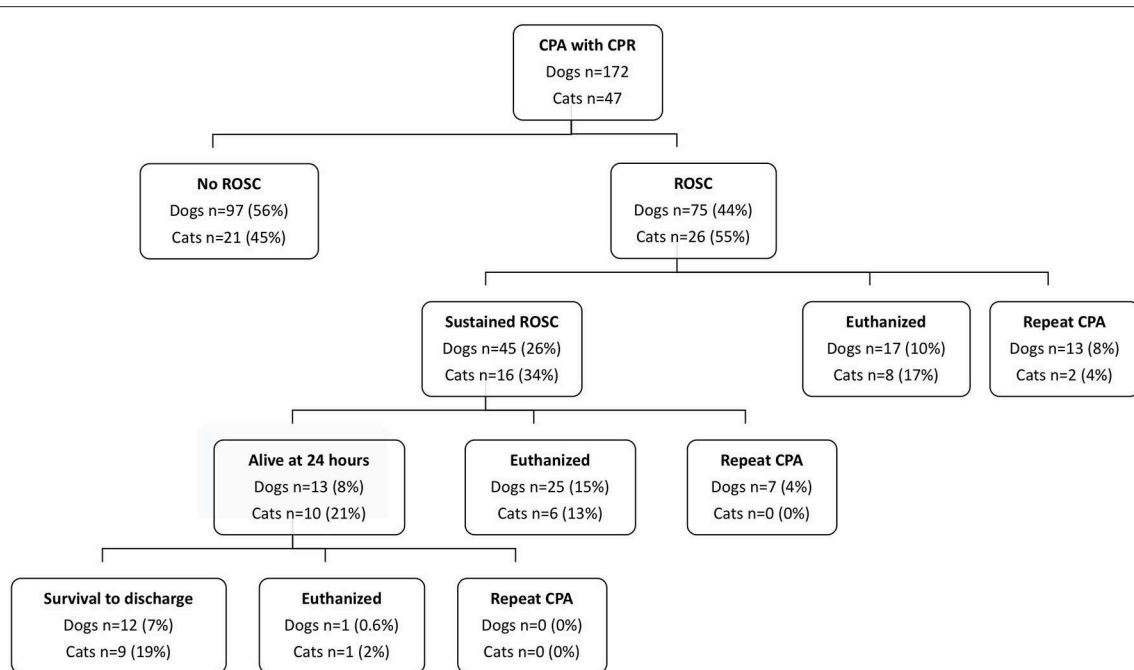 CPA with CPR
Dogs n=172
Cats n=47
No ROSC
Dogs n=97 (56%)
Cats n=21 (45%)
ROSC
Dogs n=75 (44%)
Cats n=26 (55%)
Sustained ROSC
Dogs n=45 (26%)
Cats n=16 (34%)
Euthanized
Dogs n=17 (10%)
Cats n=8 (17%)
Repeat CPA
Dogs n=13 (8%)
Cats n=2 (4%)
Alive at 24 hours
Dogs n=13 (8%)
Cats n=10 (21%)
Euthanized
Dogs n=25 (15%)
Cats n=6 (13%)
Repeat CPA
Dogs n=7 (4%)
Cats n=0 (0%)
Survival to discharge
Dogs n=12 (7%)
Cats n=9 (19%)
Euthanized
Dogs n=1 (0.6%)
Cats n=1 (2%)
Repeat CPA
Dogs n=0 (0%)
Cats n=0 (0%)